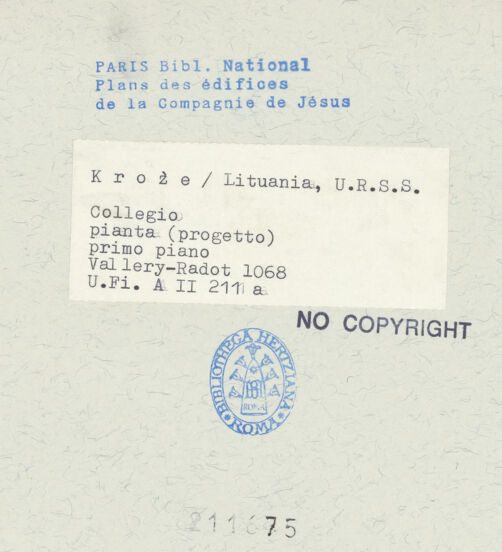 PARIS Bibl. National
Plans des édifices
de la Compagnie de Jésus
K r o ż e / Lituania, U.R.S.S.
Collegio
pianta (progetto)
primo piano
Vallery-Radot 1068
U.Fi. A II 211 a
NO COPYRIGHT
BIBLIOTHECA HERTZIANA
ROMA
ROMA